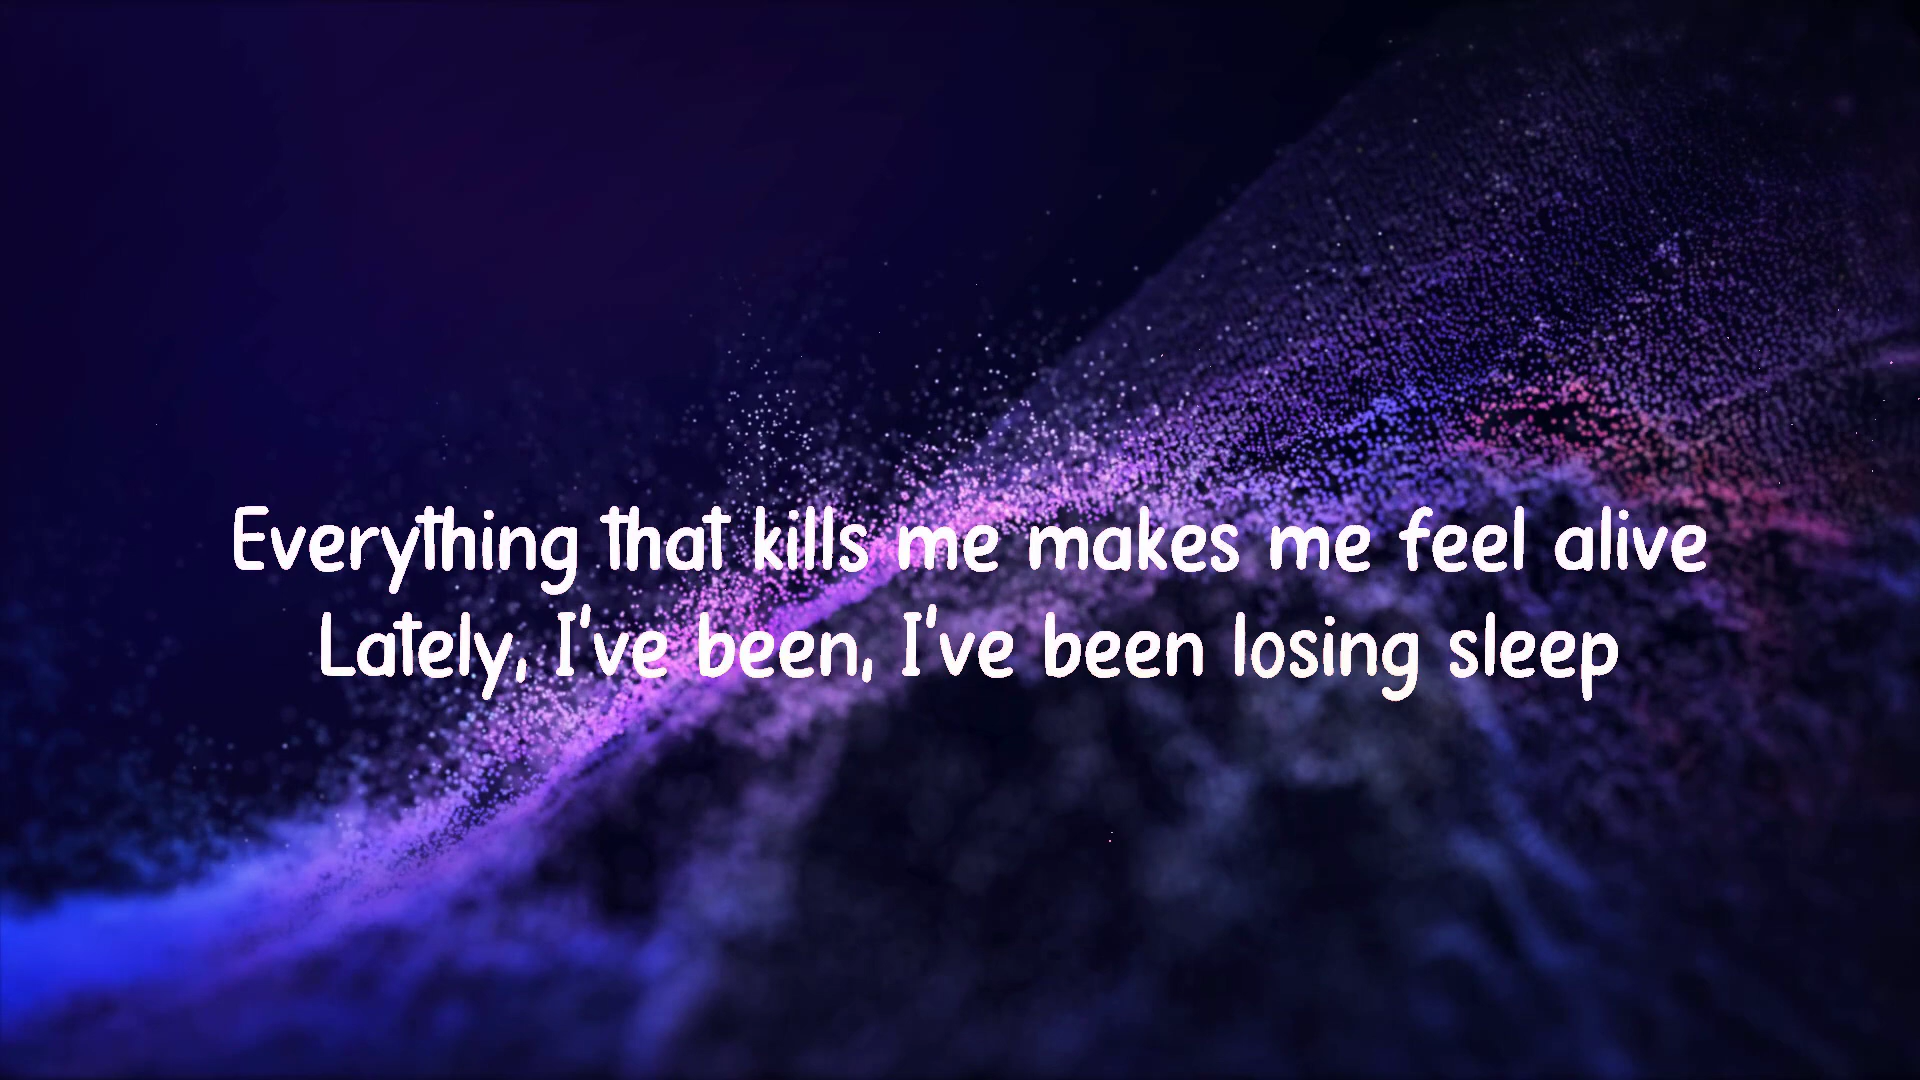 Everything that kills me makes me feel alive
Lately, I've been, I've been losing sleep